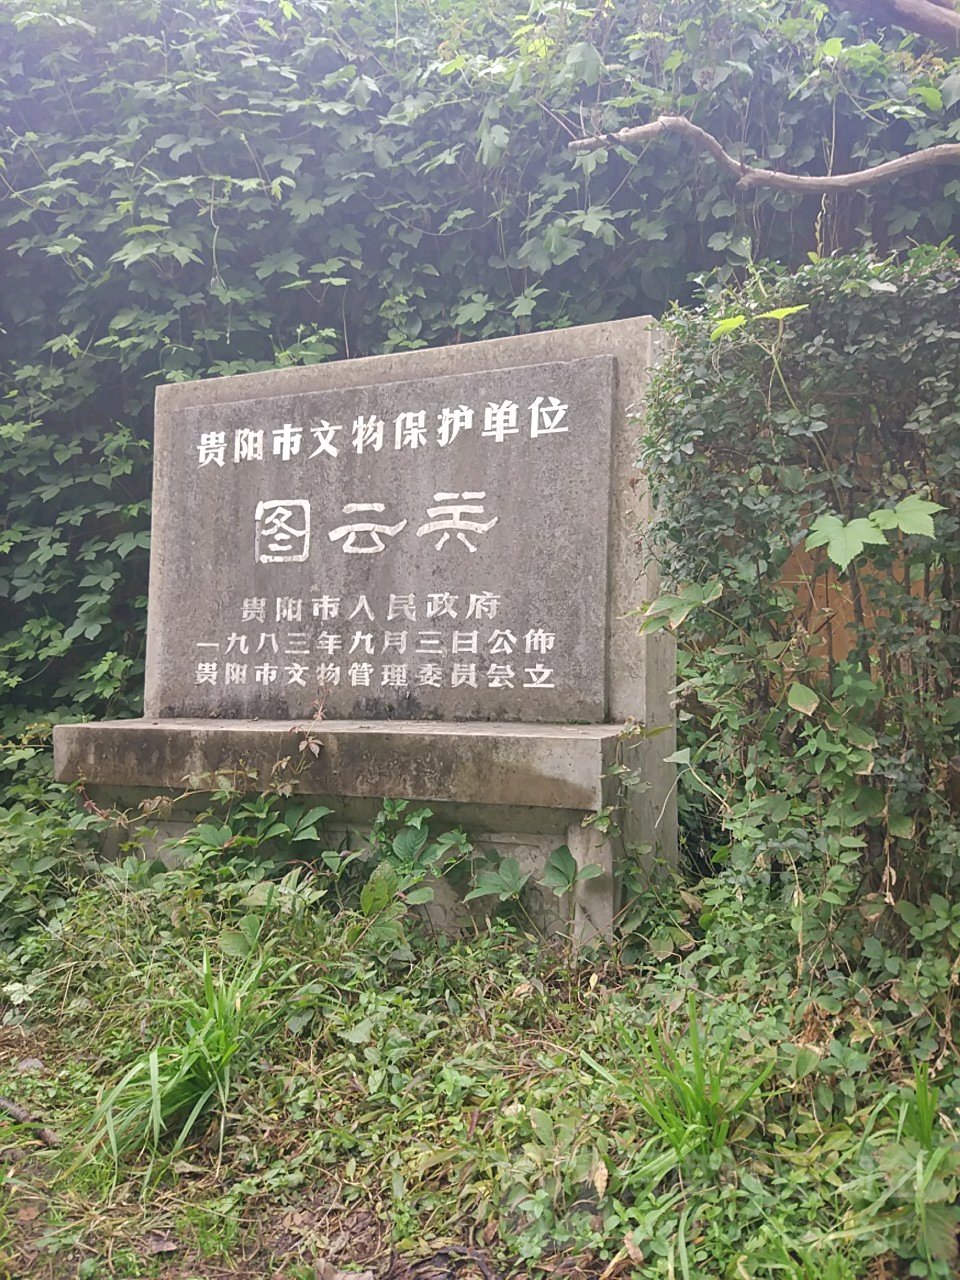 贵阳市文物保护单位
图云关
贵阳市人民政府
一九八三年九月三日公佈
贵阳市文物管理委员会立